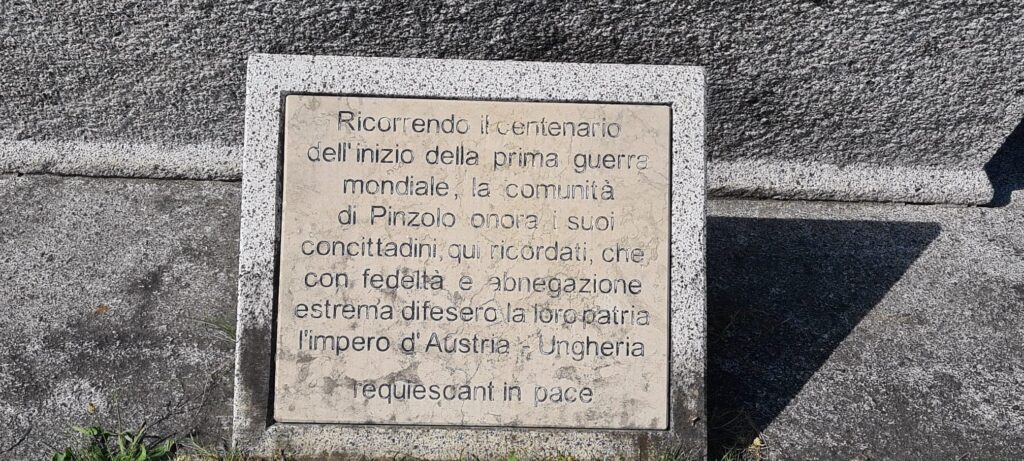 Ricorrendo il centenario
dell'inizio della prima guerra
mondiale, la comunità
di Pinzolo onora i suoi
concittadini, qui ricordati, che,
con fedeltà e abnegazione
estrema difesero la loro patria
l'impero d'Austria - Ungheria
requiescant in pace